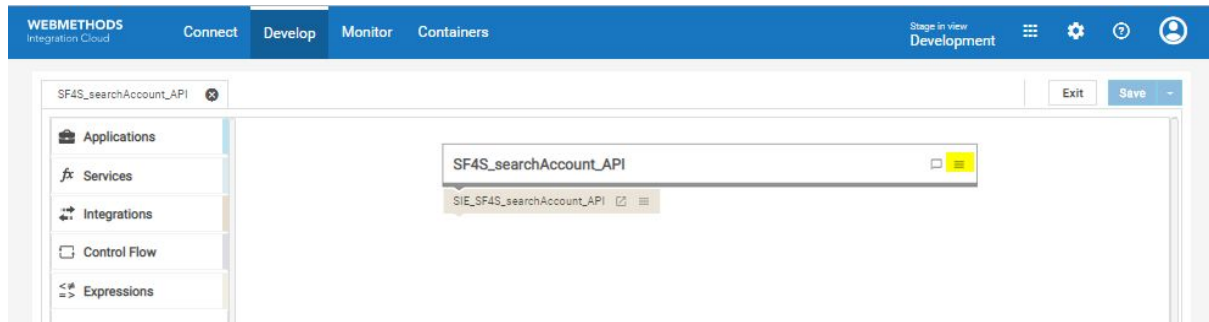 WEBMETHODS
Integration Cloud
Connect
Develop
Monitor
Containers
Stage in view
Development
SF4S_searchAccount_API
Exit
Save
Applications
SF4S_searchAccount_API
fx Services
SIE_SF4S_searchAccount_API
Integrations
Control Flow
Expressions